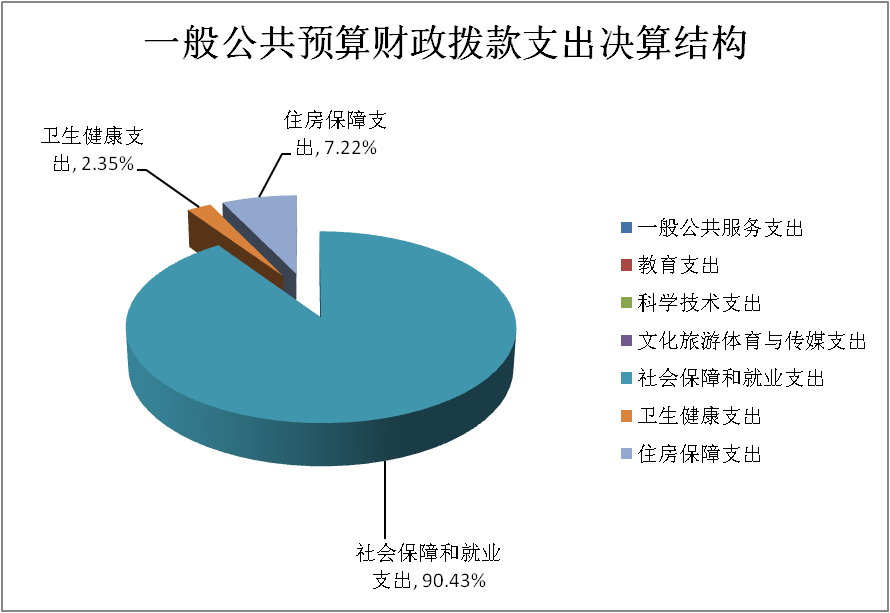 一般公共预算财政拨款支出决算结构
卫生健康支
出, 2.35%
住房保障支
出, 7.22%
一般公共服务支出
教育支出
科学技术支出
文化旅游体育与传媒支出
社会保障和就业支出
卫生健康支出
住房保障支出
社会保障和就业
支出, 90.43%